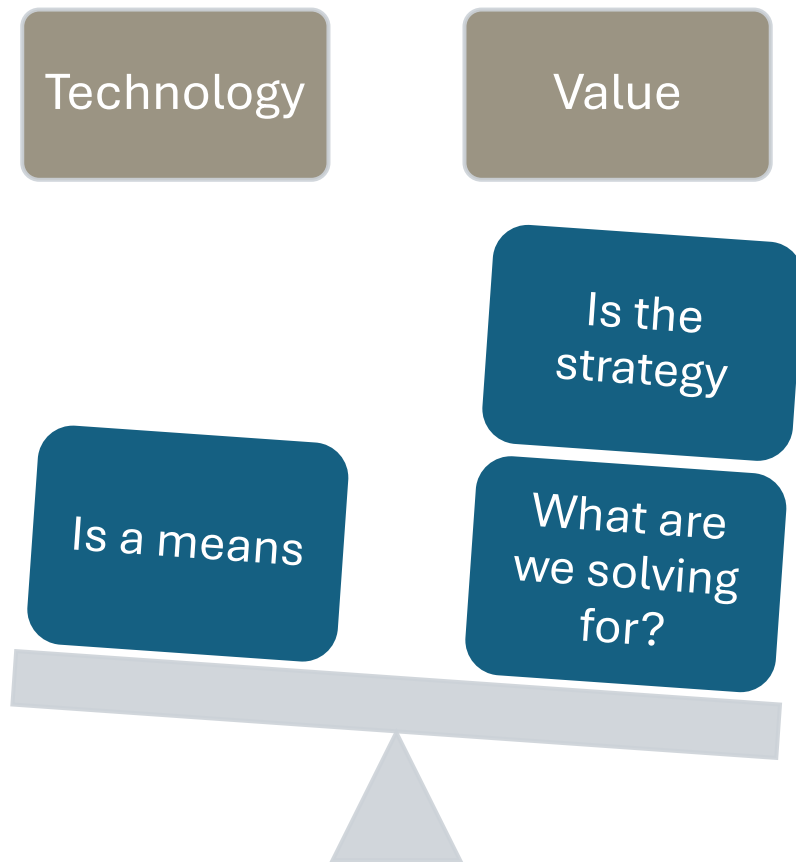 Technology
Value
Is the
strategy
Is a means
What are
we solving
for?